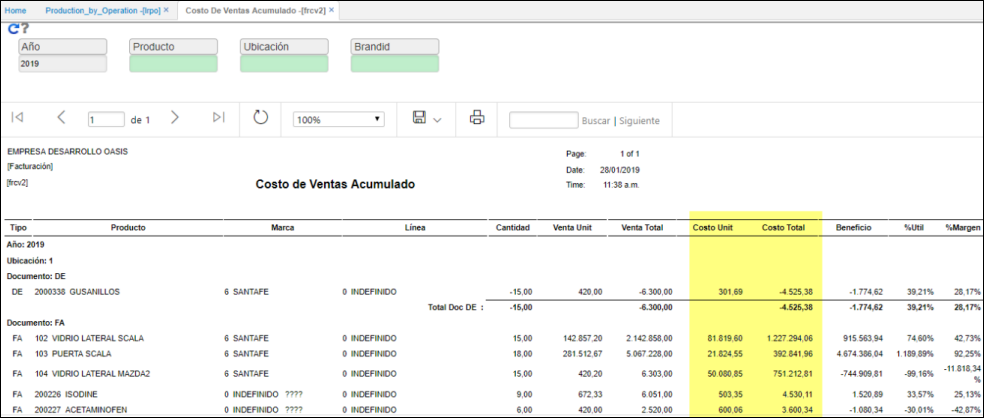 Home Production_by_Operation -[lrpo] × Costo De Ventas Acumulado -[frcv2] ×
?
Año Producto Ubicación Brandid
2019
1 de 1 100% Buscar | Siguiente
EMPRESA DESARROLLO OASIS Page: 1 of 1
[Facturación] Date: 28/01/2019
[frcv2] Costo de Ventas Acumulado Time: 11:38 a.m.
Tipo Producto Marca Línea Cantidad Venta Unit Venta Total Costo Unit Costo Total Beneficio %Util %Margen
Año: 2019
Ubicación: 1
Documento: DE
DE 2000338 GUSANILLOS 6 SANTAFE 0 INDEFINIDO -15,00 420,00 -6.300,00 301,69 -4.525,38 -1.774,62 39,21% 28,17%
Total Doc DE : -15,00 -6.300,00 -4.525,38 -1.774,62 39,21% 28,17%
Documento: FA
FA 102 VIDRIO LATERAL SCALA 6 SANTAFE 0 INDEFINIDO 15,00 142.857,20 2.142.858,00 81.819,60 1.227.294,06 915.563,94 74,60% 42,73%
FA 103 PUERTA SCALA 6 SANTAFE 0 INDEFINIDO 18,00 281.512,67 5.067.228,00 21.824,55 392.841,96 4.674.386,04 1.189,89% 92,25%
FA 104 VIDRIO LATERAL MAZDA2 6 SANTAFE 0 INDEFINIDO 15,00 420,20 6.303,00 50.080,85 751.212,81 -744.909,81 -99,16% -11.818,34 %
FA 200226 ISODINE 0 INDEFINIDO ???? 0 INDEFINIDO 9,00 672,33 6.051,00 503,35 4.530,11 1.520,89 33,57% 25,13%
FA 200227 ACETAMINOFEN 0 INDEFINIDO ???? 0 INDEFINIDO 6,00 420,00 2.520,00 600,06 3.600,34 -1.080,34 -30,01% -42,87%